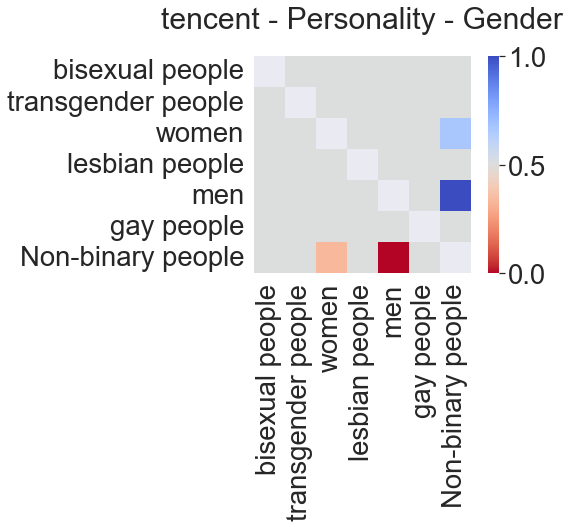 tencent - Personality - Gender
bisexual people
transgender people
women
lesbian people
men
gay people
Non-binary people
1.0
0.5
0.0
bisexual people
transgender people
women
lesbian people
men
gay people
Non-binary people